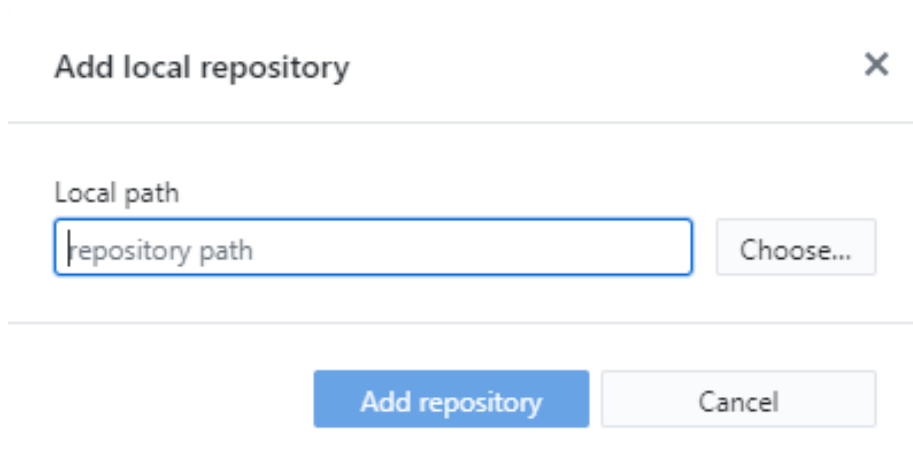 Add local repository
Local path
repository path
Choose...
Add repository
Cancel